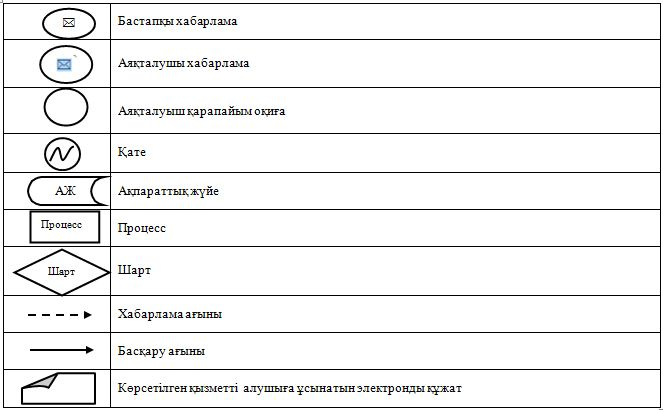 Бастапқы хабарлама
Аяқталушы хабарлама
Аяқталуыш қарапайым оқиға
Қате
АЖ Ақпараттық жүйе
Процесс Процесс
Шарт Шарт
Хабарлама ағыны
Басқару ағыны
Көрсетілген қызметті алушыға ұсынатын электронды құжат